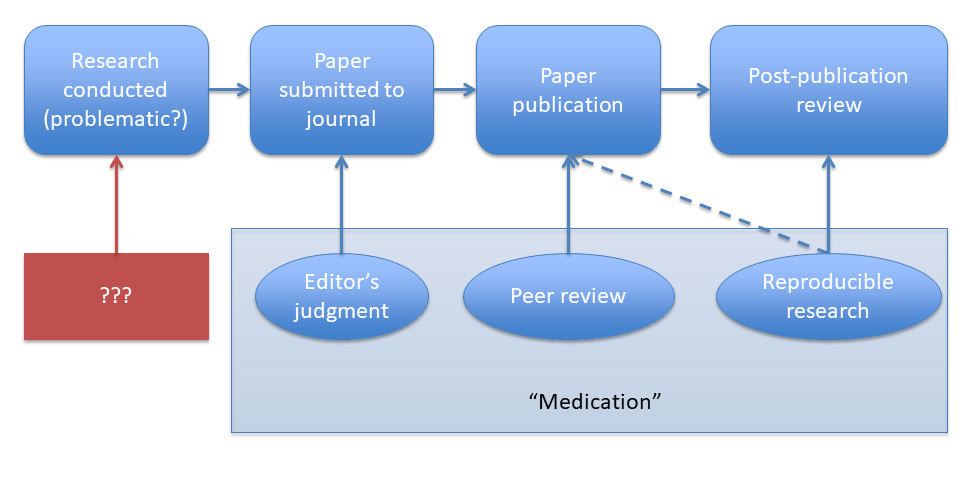 Research
conducted
(problematic?)
Paper
submitted to
journal
Paper
publication
Post-publication
review
???
Editor’s
judgment
Peer review
Reproducible
research
“Medication”